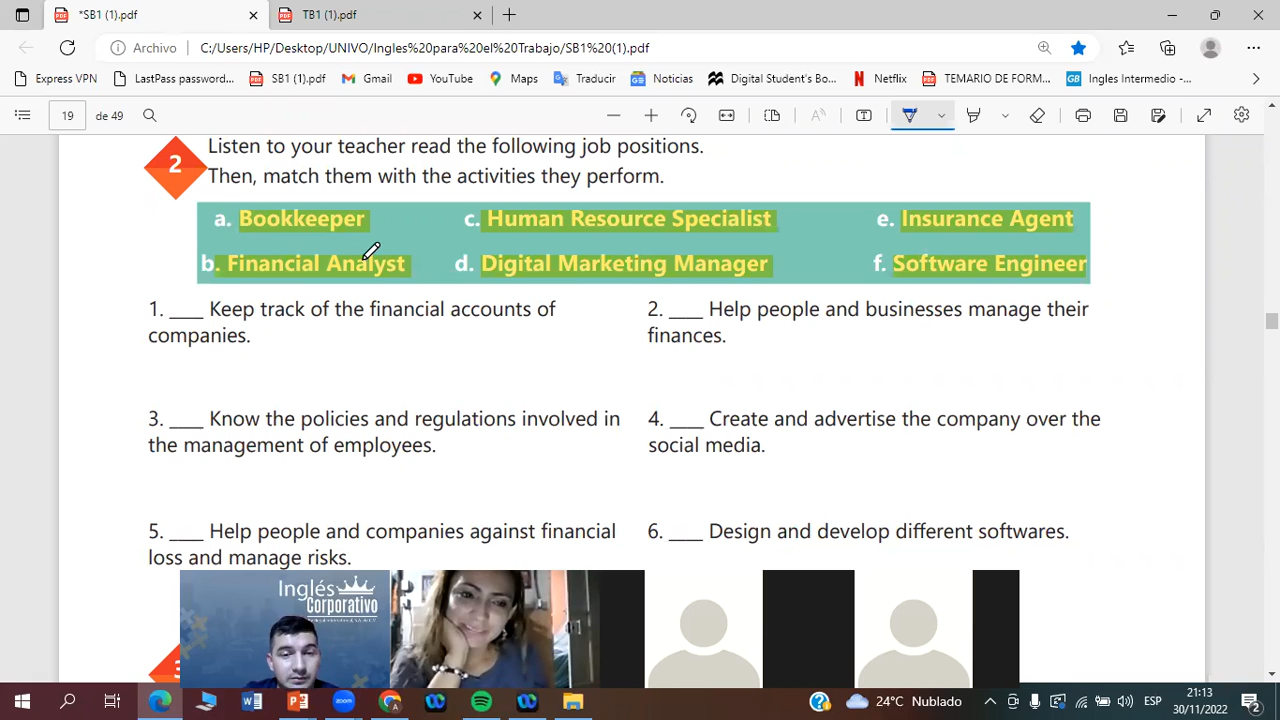 *SB1 (1).pdf
TB1 (1).pdf
Archivo
C:/Users/HP/Desktop/UNIVO/Ingles%20para%20el%20Trabajo/SB1%20(1).pdf
Express VPN
LastPass password...
SB1 (1).pdf
Gmail
YouTube
Maps
Traducir
Noticias
Digital Student's Bo...
Netflix
TEMARIO DE FORM...
Ingles Intermedio -...
19
de 49
2
Listen to your teacher read the following job positions.
Then, match them with the activities they perform.
a. Bookkeeper
c. Human Resource Specialist
e. Insurance Agent
b. Financial Analyst
d. Digital Marketing Manager
f. Software Engineer
1. ____ Keep track of the financial accounts of
companies.
2. ____ Help people and businesses manage their
finances.
3. ____ Know the policies and regulations involved in
the management of employees.
4. ____ Create and advertise the company over the
social media.
5. ____ Help people and companies against financial
loss and manage risks.
6. ____ Design and develop different softwares.
Inglés
Corporativo
24°C Nublado
ESP
21:13
30/11/2022
2